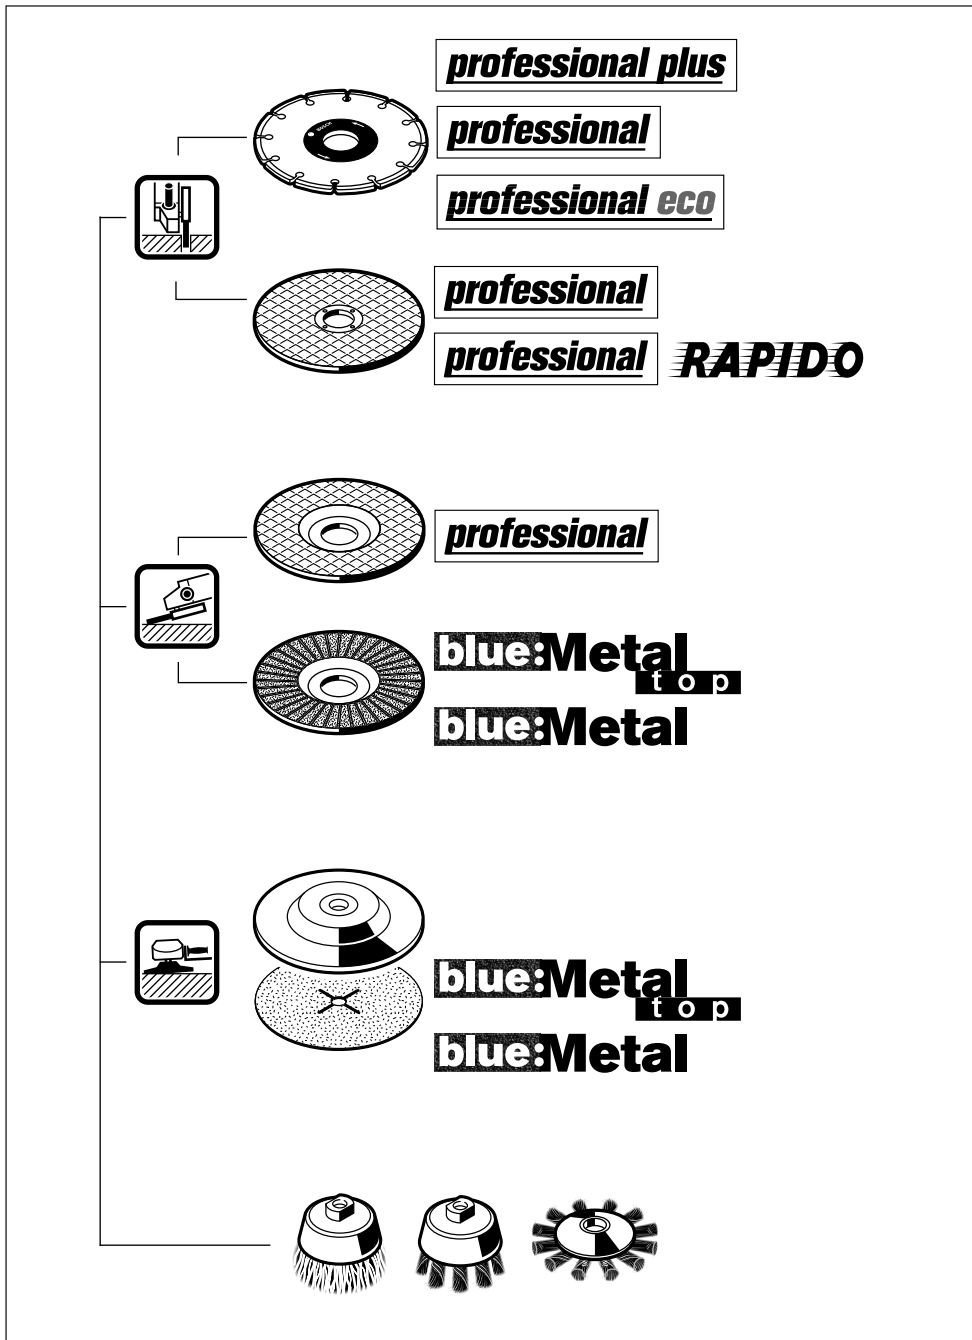 professional plus
BOSCH
professional
professional eco
professional
professional RAPIDO
professional
blue:Metal
top
blue:Metal
blue:Metal
top
blue:Metal